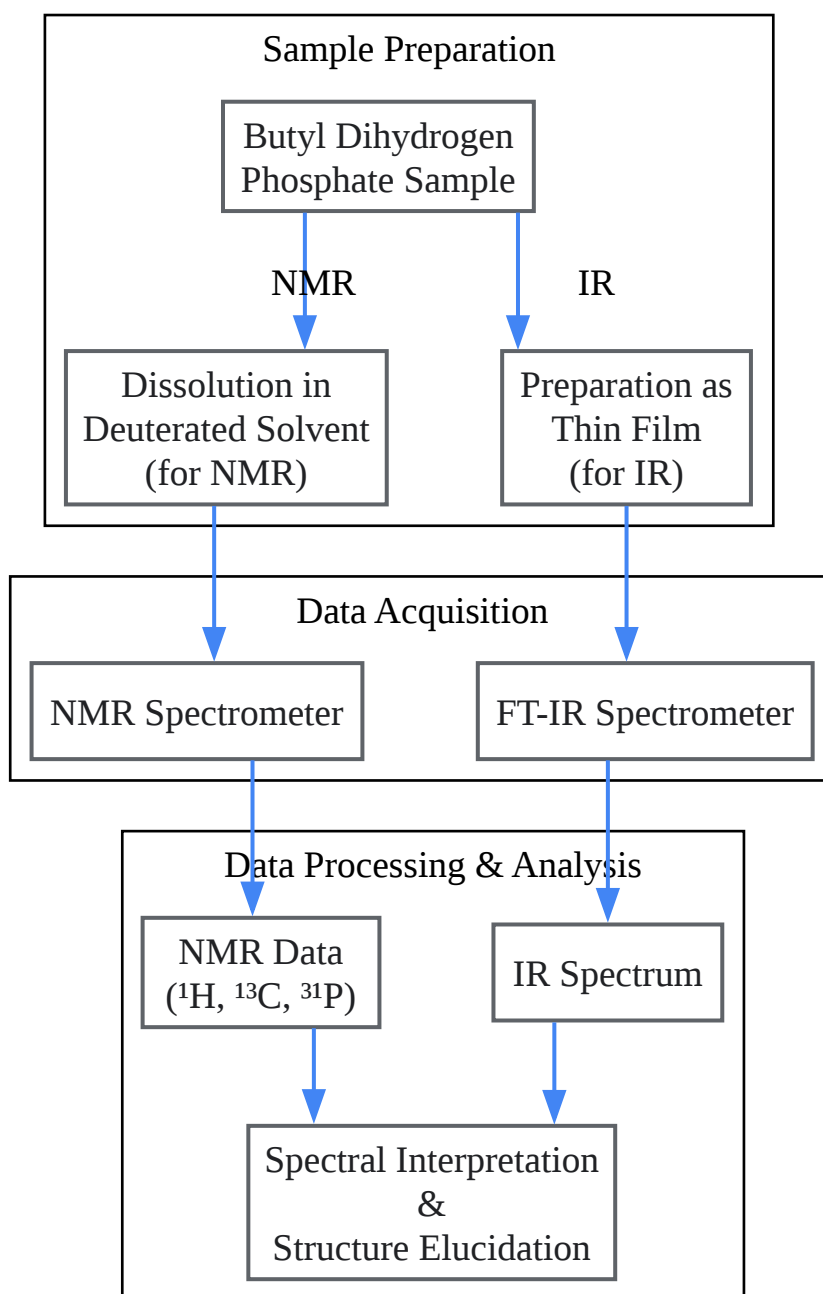 Sample Preparation
Butyl Dihydrogen
Phosphate Sample
NMR
IR
Dissolution in
Deuterated Solvent
(for NMR)
Preparation as
Thin Film
(for IR)
Data Acquisition
NMR Spectrometer
FT-IR Spectrometer
Data Processing & Analysis
NMR Data
(¹H, ¹³C, ³¹P)
IR Spectrum
Spectral Interpretation
&
Structure Elucidation